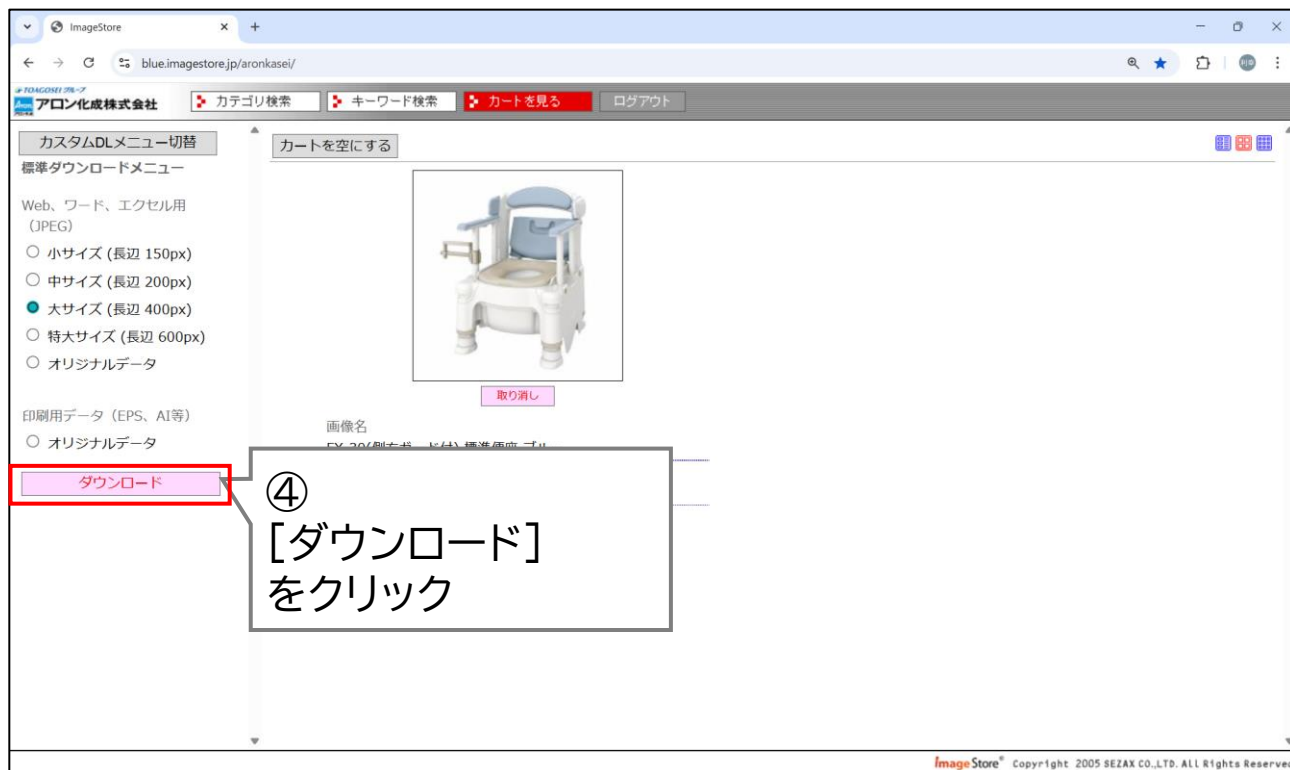 ImageStore
blue.imagestore.jp/aronkasei/
TOAGOSEI グループ
アロン化成株式会社
カテゴリ検索
キーワード検索
カートを見る
ログアウト
カスタムDLメニュー切替
標準ダウンロードメニュー
Web、ワード、エクセル用
(JPEG)
小サイズ (長辺 150px)
中サイズ (長辺 200px)
大サイズ (長辺 400px)
特大サイズ (長辺 600px)
オリジナルデータ
印刷用データ(EPS、AI等)
オリジナルデータ
ダウンロード
カートを空にする
取り消し
画像名
④
[ダウンロード]
をクリック
ImageStore® Copyright 2005 SEZAX CO.,LTD. ALL Rights Reserved